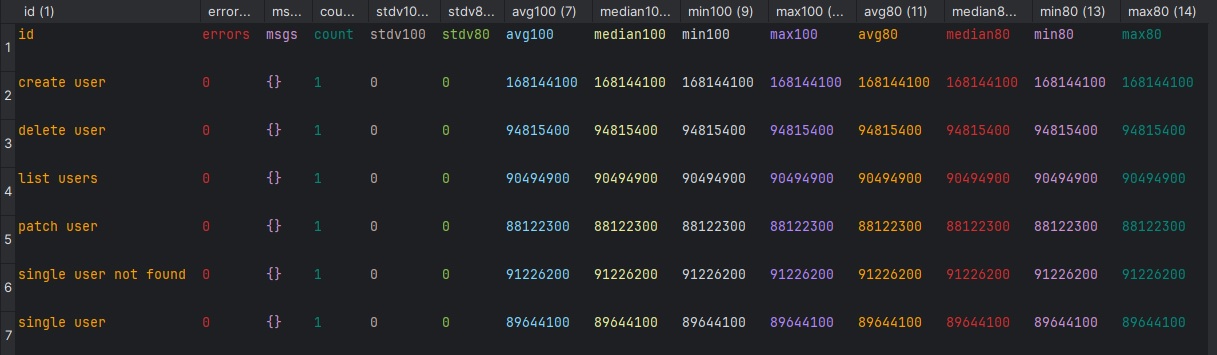 id (1) error... ms... cou... stdv10... stdv8... avg100 (7) median10... min100 (9) max100 (... avg80 (11) median8... min80 (13) max80 (14)
1 id errors msgs count stdv100 stdv80 avg100 median100 min100 max100 avg80 median80 min80 max80
2 create user 0 {} 1 0 0 168144100 168144100 168144100 168144100 168144100 168144100 168144100 168144100
3 delete user 0 {} 1 0 0 94815400 94815400 94815400 94815400 94815400 94815400 94815400 94815400
4 list users 0 {} 1 0 0 90494900 90494900 90494900 90494900 90494900 90494900 90494900 90494900
5 patch user 0 {} 1 0 0 88122300 88122300 88122300 88122300 88122300 88122300 88122300 88122300
6 single user not found 0 {} 1 0 0 91226200 91226200 91226200 91226200 91226200 91226200 91226200 91226200
7 single user 0 {} 1 0 0 89644100 89644100 89644100 89644100 89644100 89644100 89644100 89644100